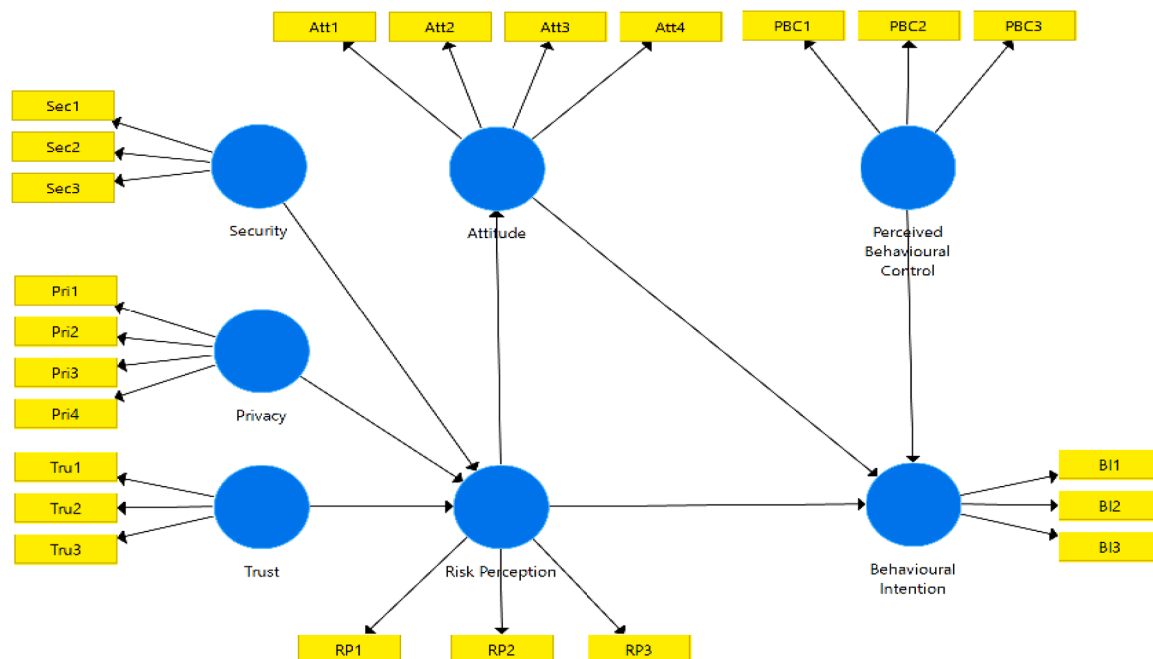 Att1
Att2
Att3
Att4
PBC1
PBC2
PBC3
Sec1
Sec2
Sec3
Security
Attitude
Perceived
Behavioural
Control
Pri1
Pri2
Pri3
Pri4
Privacy
Tru1
Tru2
Tru3
Trust
Risk Perception
Behavioural
Intention
BI1
BI2
BI3
RP1
RP2
RP3